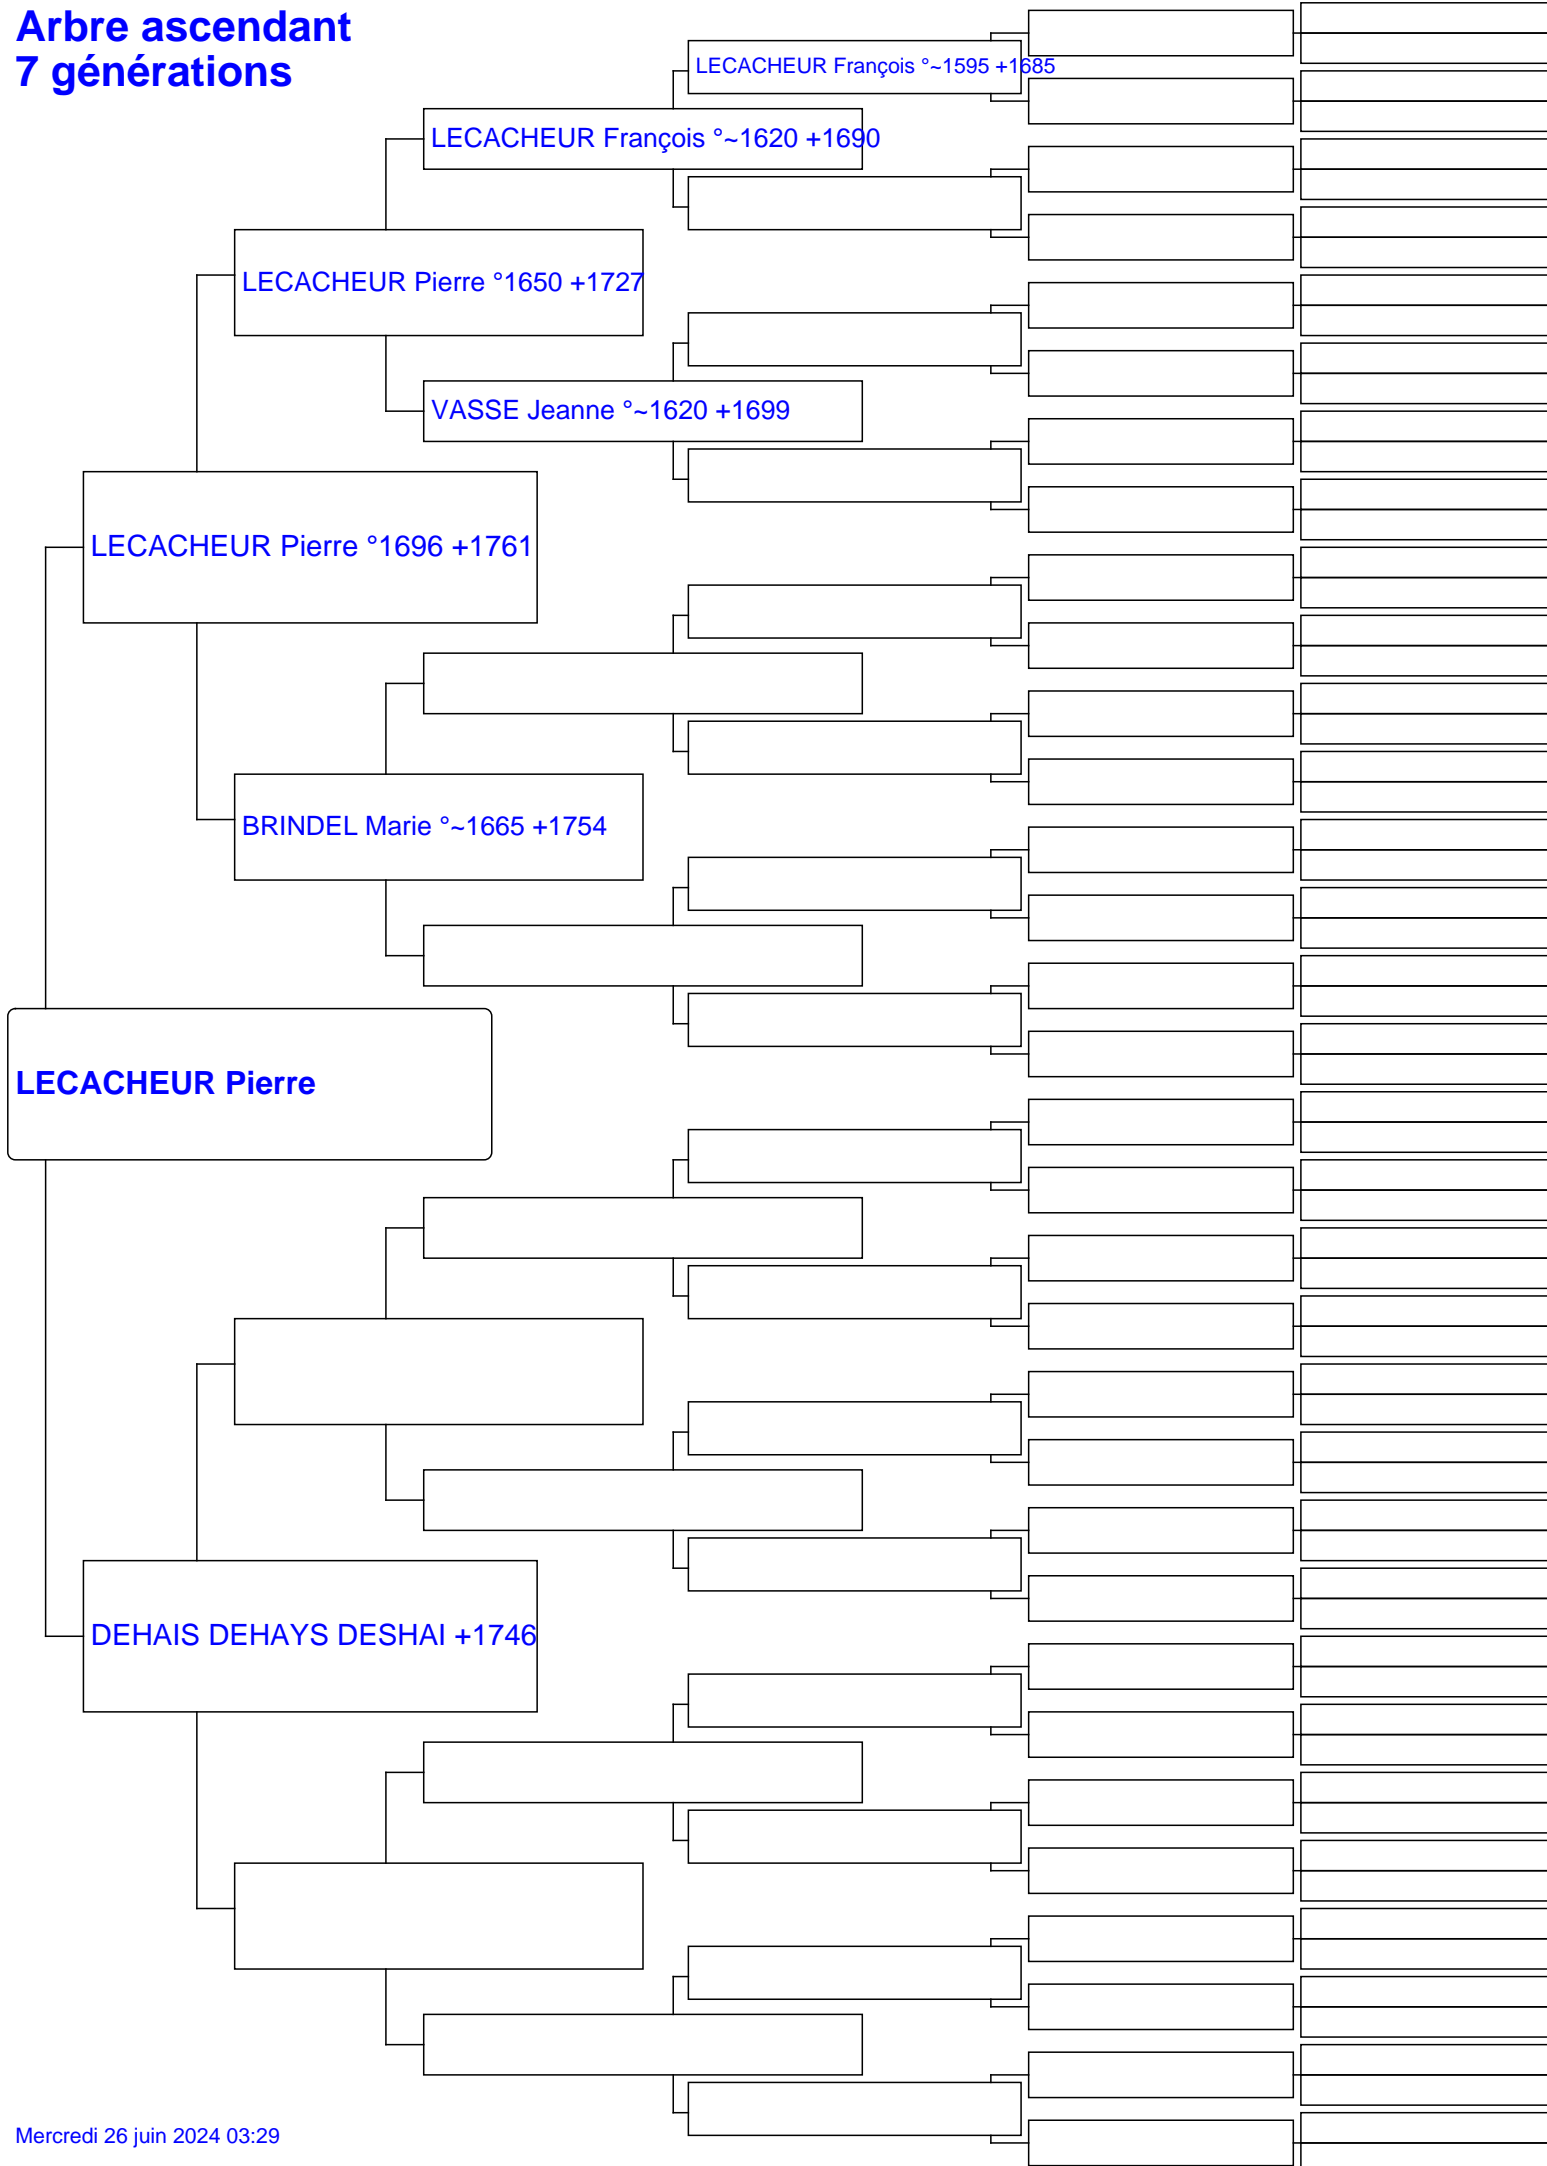 Arbre ascendant
7 générations
LECACHEUR François °~1595 +1685
LECACHEUR François °~1620 +1690
LECACHEUR Pierre °1650 +1727
VASSE Jeanne °~1620 +1699
LECACHEUR Pierre °1696 +1761
BRINDEL Marie °~1665 +1754
LECACHEUR Pierre
DEHAIS DEHAYS DESHAI +1746
Mercredi 26 juin 2024 03:29